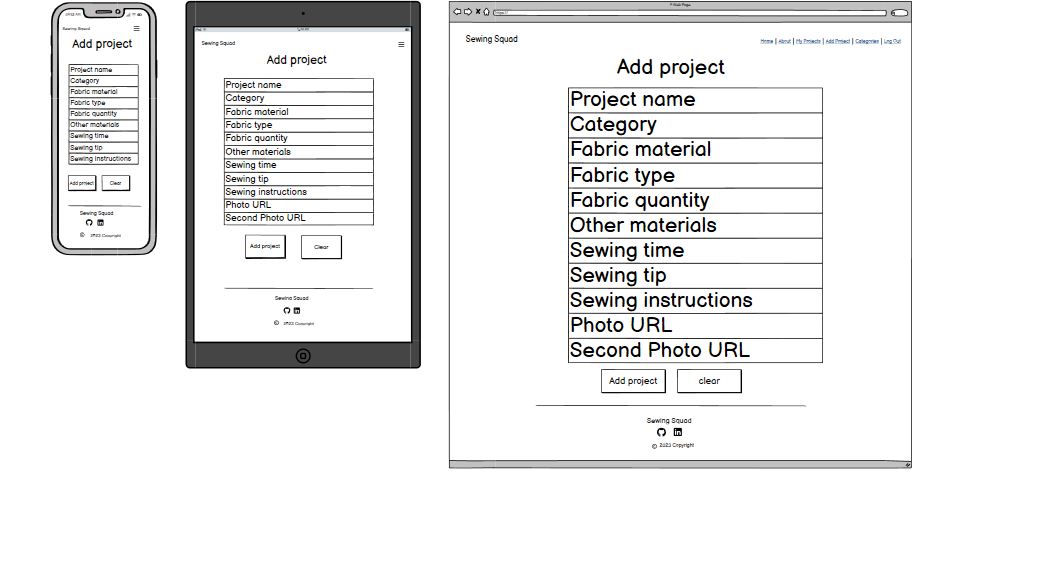 Sewing Squad
Add project
Project name
Category
Fabric material
Fabric type
Fabric quantity
Other materials
Sewing time
Sewing tip
Sewing instructions
Add project
Clear
Sewing Squad
© 2023 Copyright
Sewing Squad
Add project
Project name
Category
Fabric material
Fabric type
Fabric quantity
Other materials
Sewing time
Sewing tip
Sewing instructions
Photo URL
Second Photo URL
Add project
Clear
Sewing Squad
© 2023 Copyright
A Web Page
Sewing Squad
Home | About | My Projects | Add Project | Categories | Log Out
Add project
Project name
Category
Fabric material
Fabric type
Fabric quantity
Other materials
Sewing time
Sewing tip
Sewing instructions
Photo URL
Second Photo URL
Add project
clear
Sewing Squad
© 2023 Copyright